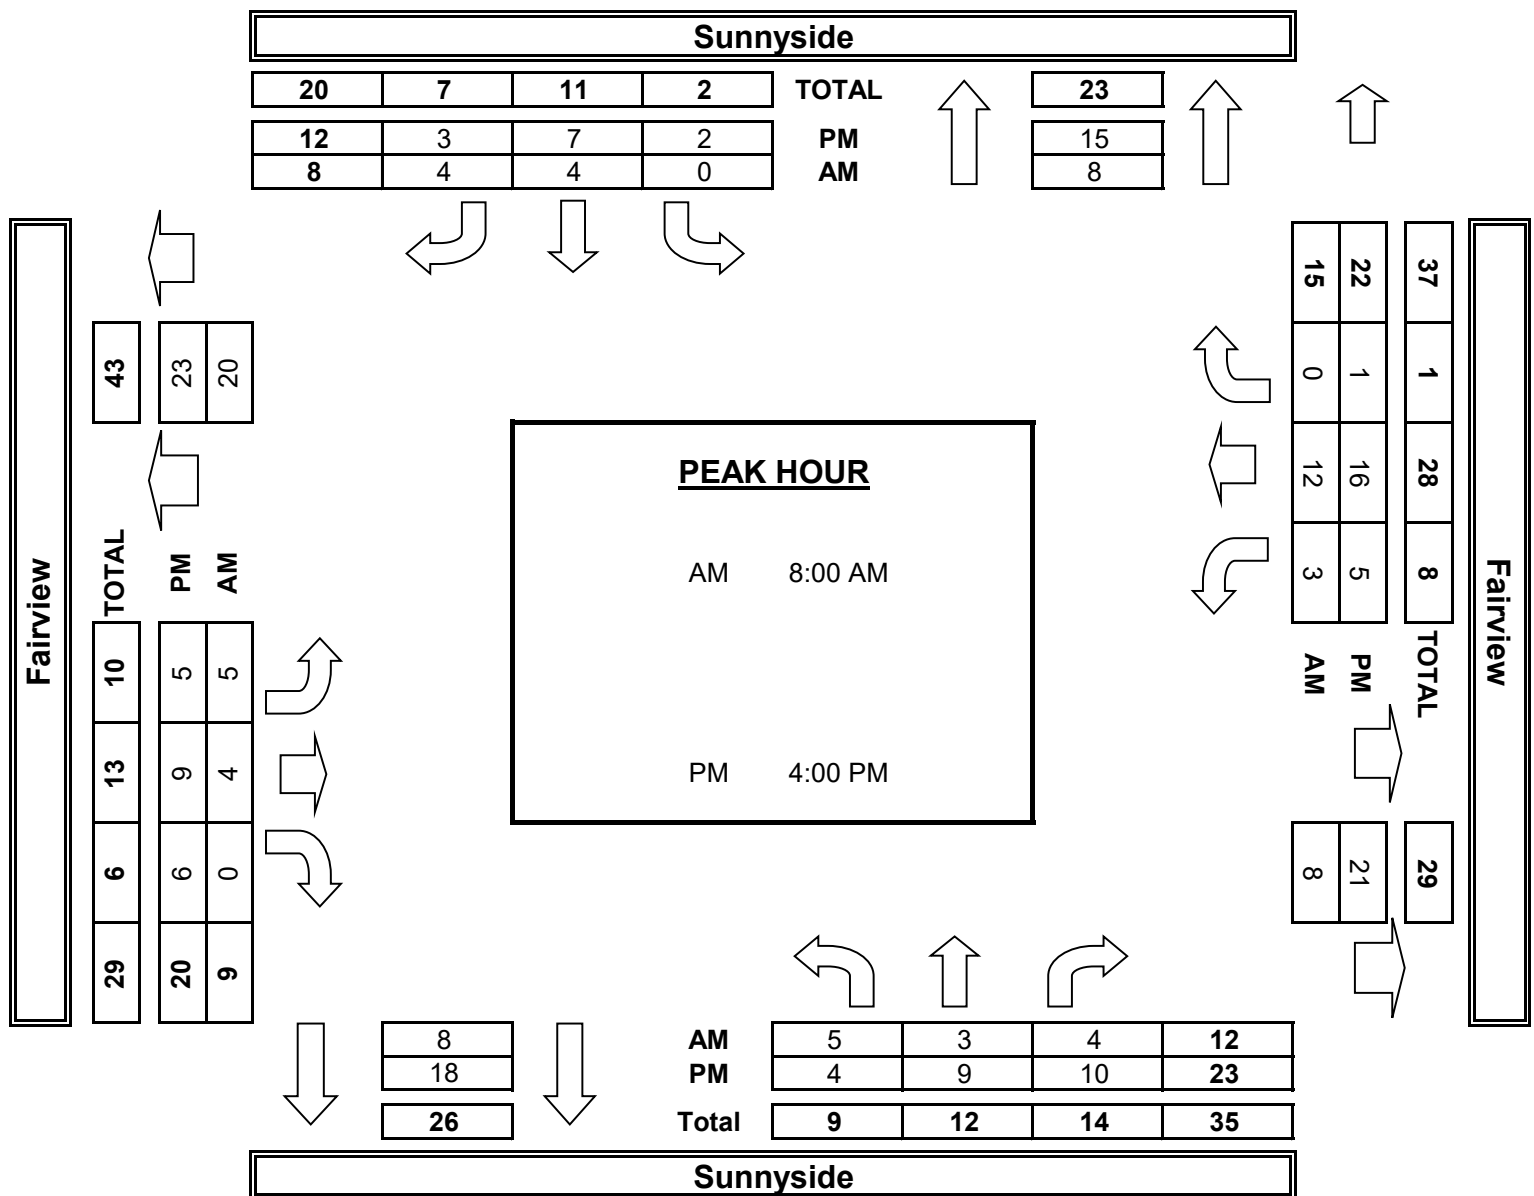 Sunnyside
20 7 11 2 TOTAL 23
12 3 7 2 PM 15
8 4 4 0 AM 8
Fairview
43 23 20
TOTAL PM AM
10 5 5
13 9 4
6 6 0
29 20 9
PEAK HOUR
AM 8:00 AM
PM 4:00 PM
15 22 37
0 1 1
12 16 28
3 5 8
AM PM TOTAL
8 21 29
Fairview
8 AM 5 3 4 12
18 PM 4 9 10 23
26 Total 9 12 14 35
Sunnyside